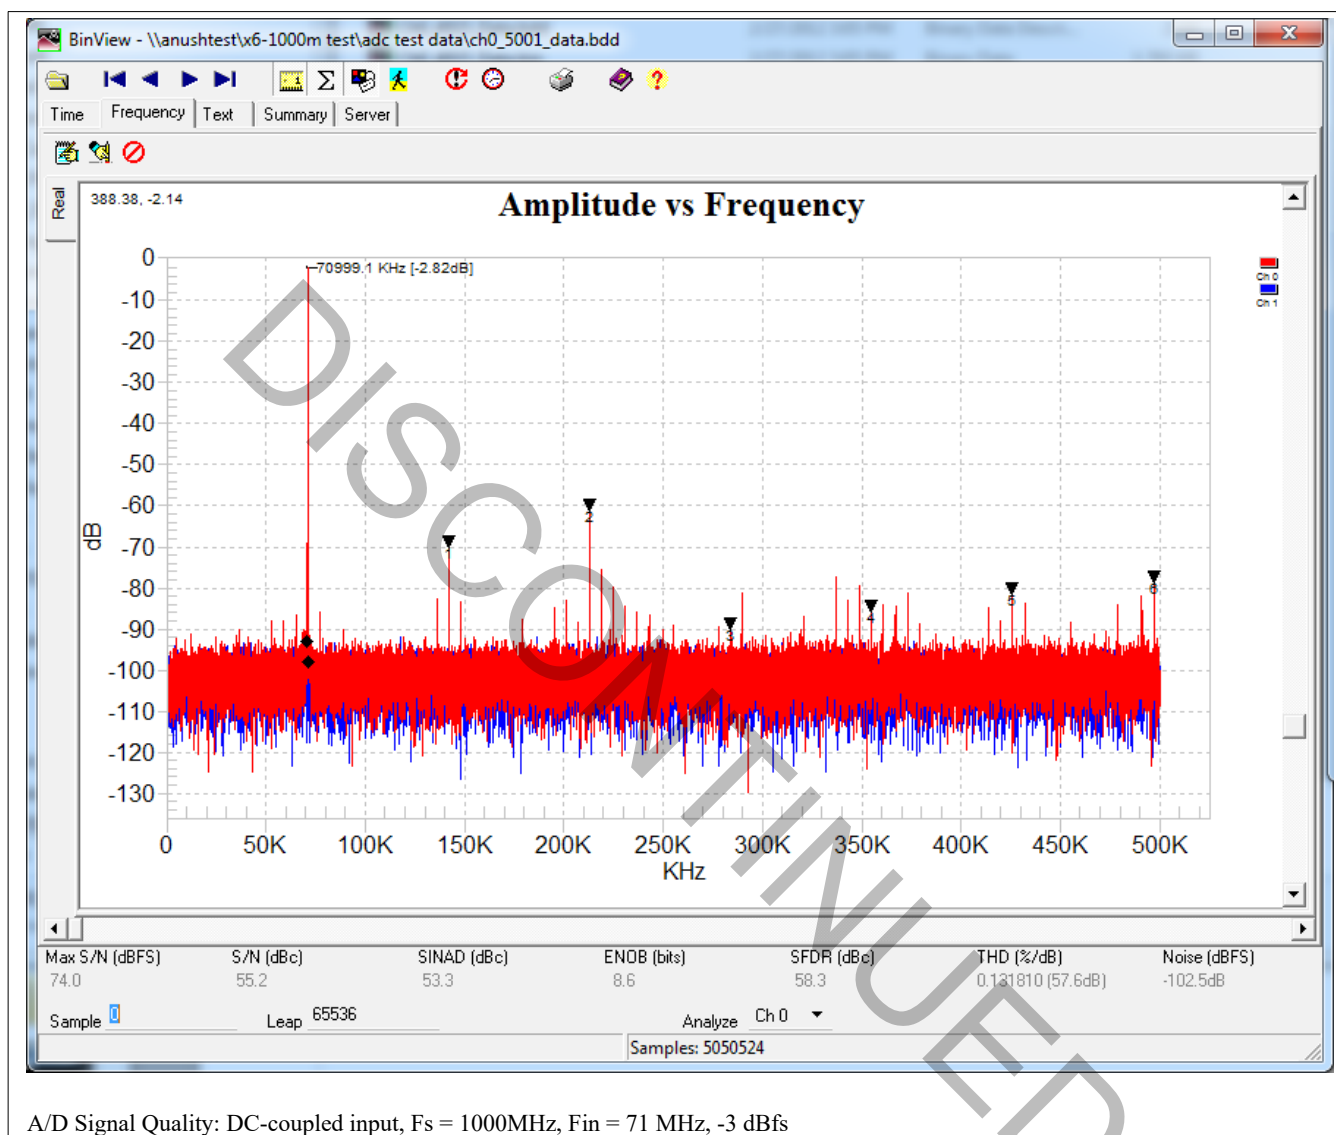 BinView - \\anushtest\x6-1000m test\adc test data\ch0_5001_data.bdd
Time Frequency Text Summary Server
Real
388.38, -2.14
Amplitude vs Frequency
70999.1 KHz [-2.82dB]
Ch 0
Ch 1
0
-10
-20
-30
-40
-50
-60
-70
-80
-90
-100
-110
-120
-130
dB
1
2
3
4
5
6
0 50K 100K 150K 200K 250K 300K 350K 400K 450K 500K
KHz
DISCONTINUED
Max S/N (dBFS) S/N (dBc) SINAD (dBc) ENOB (bits) SFDR (dBc) THD (%/dB) Noise (dBFS)
74.0 55.2 53.3 8.6 58.3 0.131810 (57.6dB) -102.5dB
Sample 0 Leap 65536 Analyze Ch 0
Samples: 5050524
A/D Signal Quality: DC-coupled input, Fs = 1000MHz, Fin = 71 MHz, -3 dBfs